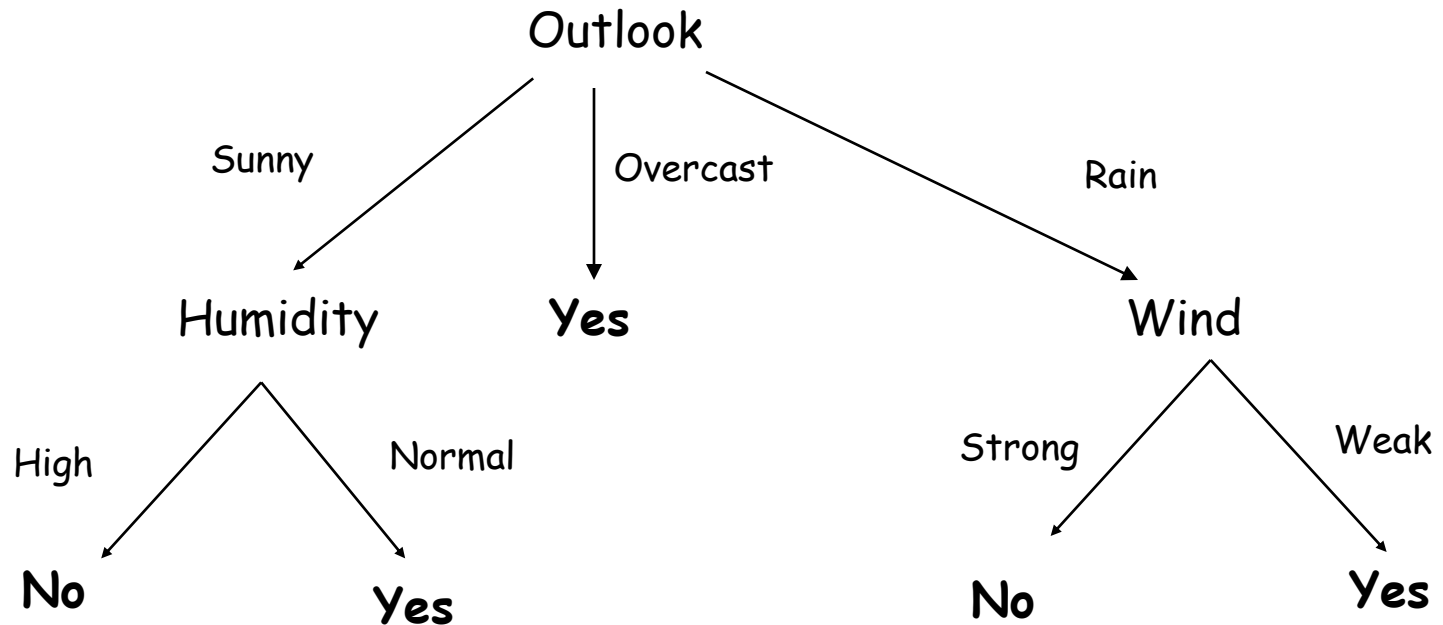 Outlook
Sunny
Overcast
Rain
Humidity
Yes
Wind
High
Normal
Strong
Weak
No
Yes
No
Yes